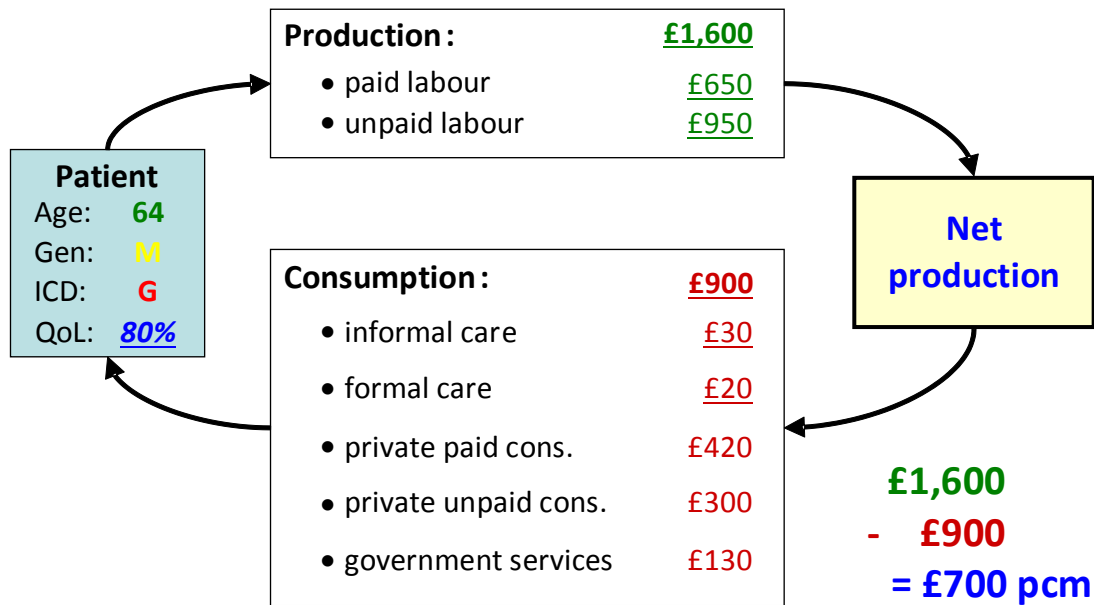 Production: £1,600
• paid labour £650
• unpaid labour £950
Patient
Age: 64
Gen: M
ICD: G
QoL: 80%
Net
production
Consumption: £900
• informal care £30
• formal care £20
• private paid cons. £420
• private unpaid cons. £300
• government services £130
£1,600
- £900
= £700 pcm